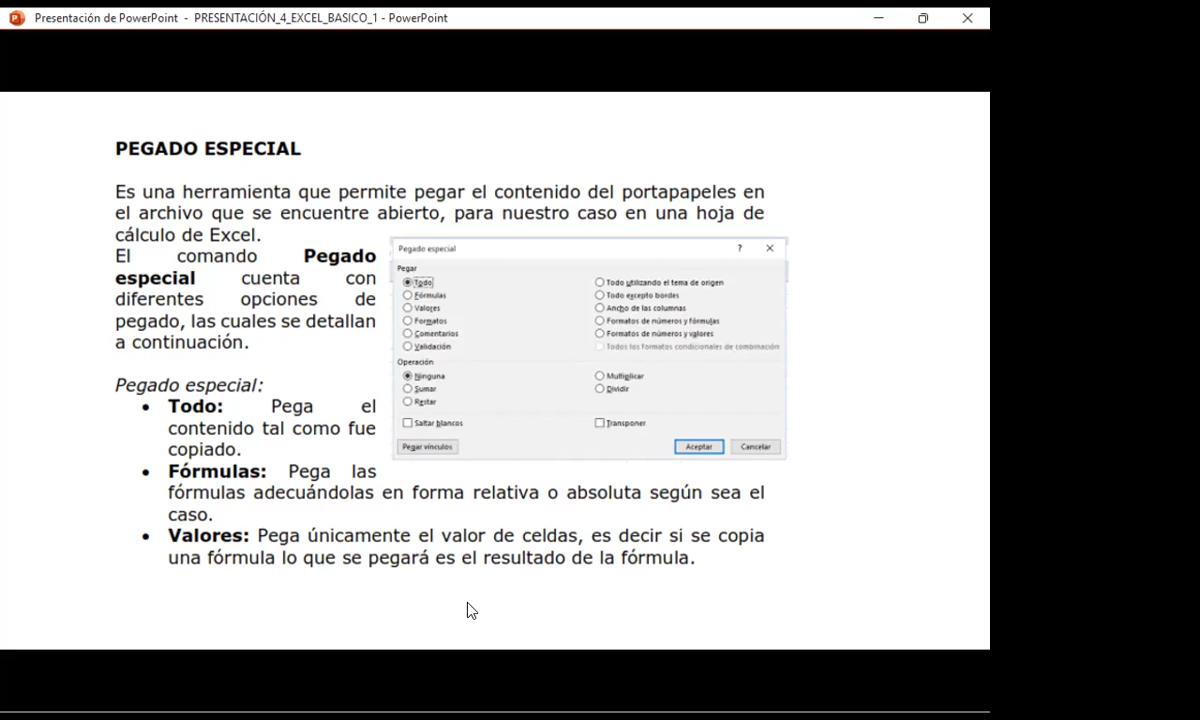 Presentación de PowerPoint - PRESENTACIÓN_4_EXCEL_BASICO_1 - PowerPoint
PEGADO ESPECIAL
Es una herramienta que permite pegar el contenido del portapapeles en
el archivo que se encuentre abierto, para nuestro caso en una hoja de
cálculo de Excel.
El comando Pegado
especial cuenta con
diferentes opciones de
pegado, las cuales se detallan
a continuación.
Pegado especial ? 
Pegar
Todo
Fórmulas
Valores
Formatos
Comentarios
Validación
Todo utilizando el tema de origen
Todo excepto bordes
Ancho de las columnas
Formatos de números y fórmulas
Formatos de números y valores
Todos los formatos condicionales de combinación
Operación
Ninguna
Sumar
Restar
Multiplicar
Dividir
Saltar blancos
Transponer
Pegar vínculos
Aceptar
Cancelar
Pegado especial:
• Todo: Pega el
contenido tal como fue
copiado.
• Fórmulas: Pega las
fórmulas adecuándolas en forma relativa o absoluta según sea el
caso.
• Valores: Pega únicamente el valor de celdas, es decir si se copia
una fórmula lo que se pegará es el resultado de la fórmula.